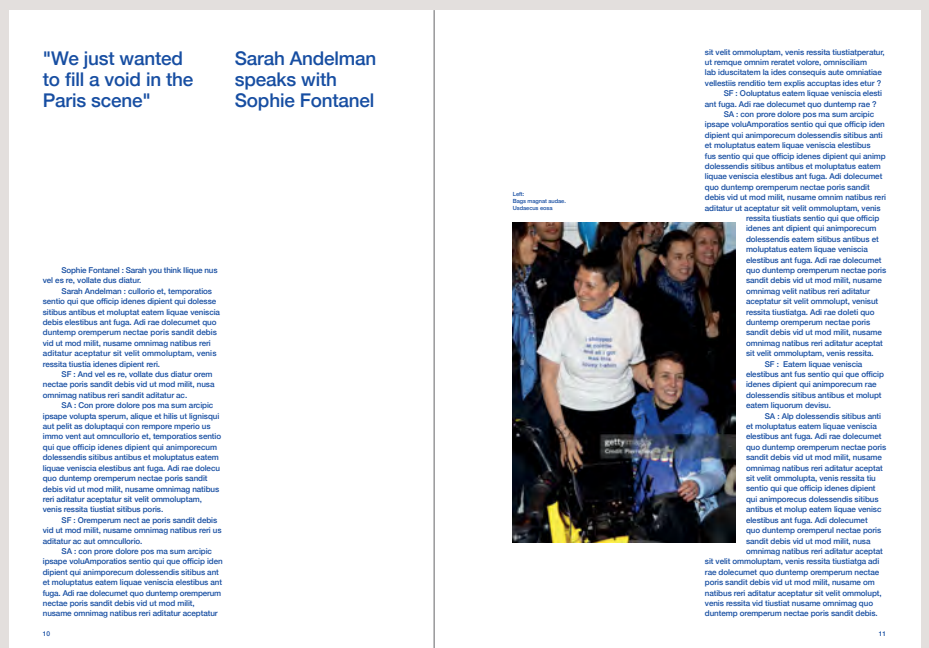 "We just wanted
to fill a void in the
Paris scene"
Sarah Andelman
speaks with
Sophie Fontanel
Sophie Fontanel : Sarah you think llique nus
vel es re, vollate dus diatur.
Sarah Andelman : cullorio et, temporatios
sentio qui que officip idenes dipient qui dolesse
sitibus antibus et moluptat eatem liquae veniscia
debis elestibus ant fuga. Adi rae dolecumet quo
duntemp oremperum nectae poris sandit debis
vid ut mod milit, nusame omnimag natibus reri
aditatur aceptatur sit velit ommoluptam, venis
ressita tiustia idenes dipient reri.
SF : And vel es re, vollate dus diatur orem
nectae poris sandit debis vid ut mod milit, nusa
omnimag natibus reri sandit aditatur ac.
SA : Con prore dolore pos ma sum arcipic
ipsape volupta sperum, alique et hilis ut lignisqui
aut pelit as doluptaqui con rempore mperio us
immo vent aut omncullorio et, temporatios sentio
qui que officip idenes dipient qui animporecum
dolessendis sitibus antibus et moluptatus eatem
liquae veniscia elestibus ant fuga. Adi rae dolecu
quo duntemp oremperum nectae poris sandit
debis vid ut mod milit, nusame omnimag natibus
reri aditatur aceptatur sit velit ommoluptam,
venis ressita tiustiat sitibus poris.
SF : Oremperum nect ae poris sandit debis
vid ut mod milit, nusame omnimag natibus reri us
aditatur ac aut omncullorio.
SA : con prore dolore pos ma sum arcipic
ipsape voluAmporatios sentio qui que officip iden
dipient qui animporecum dolessendis sitibus ant
et moluptatus eatem liquae veniscia elestibus ant
fuga. Adi rae dolecumet quo duntemp oremperum
nectae poris sandit debis vid ut mod milit,
nusame omnimag natibus reri aditatur aceptatur
10
Left:
Bags magnat audae.
Usdaecus eosa
I shopped
at colette
and all I got
was this
lousy t-shirt
gettyimages
Credit:
sit velit ommoluptam, venis ressita tiustiatperatur,
ut remque omnim reratet volore, omnisciliam
lab iduscitatem la ides consequis aute omniatiae
vellestiis renditio tem explis accuptas ides etur ?
SF : Ooluptatus eatem liquae veniscia elesti
ant fuga. Adi rae dolecumet quo duntemp rae ?
SA : con prore dolore pos ma sum arcipic
ipsape voluAmporatios sentio qui que officip iden
dipient qui animporecum dolessendis sitibus anti
et moluptatus eatem liquae veniscia elestibus
fus sentio qui que officip idenes dipient qui animp
dolessendis sitibus antibus et moluptatus eatem
liquae veniscia elestibus ant fuga. Adi dolecumet
quo duntemp oremperum nectae poris sandit
debis vid ut mod milit, nusame omnim natibus reri
aditatur ut aceptatur sit velit ommoluptam, venis
ressita tiustiats sentio qui que officip
idenes ant dipient qui animporecum
dolessendis eatem sitibus antibus et
moluptatus eatem liquae veniscia
elestibus ant fuga. Adi dolecumet
quo duntemp oremperum nectae poris
sandit debis vid ut mod milit, nusame
omnimag velit natibus reri aditatur
aceptatur sit velit ommolupt, venisut
ressita tiustiatga. Adi rae doleti quo
duntemp oremperum nectae poris
sandit debis vid ut mod milit, nusame
omnimag natibus reri aditatur aceptat
sit velit ommoluptam, venis ressita.
SF : Eatem liquae veniscia
elestibus ant fus sentio qui que officip
idenes dipient qui animporecum rae
dolessendis sitibus antibus et molupt
eatem liquorum devisu.
SA : Alp dolessendis sitibus anti
et moluptatus eatem liquae veniscia
elestibus ant fuga. Adi rae dolecumet
quo duntemp oremperum nectae poris
sandit debis vid ut mod milit, nusame
omnimag natibus reri aditatur aceptat
sit velit ommolupta, venis ressita tiu
sentio qui que officip idenes dipient
qui animporecus dolessendis sitibus
antibus et molup eatem liquae venisc
elestibus ant fuga. Adi dolecumet
quo duntemp oremperul nectae poris
sandit debis vid ut mod milit, nusa
omnimag natibus reri aditatur aceptat
sit velit ommoluptam, venis ressita tiustiatga adi
rae dolecumet quo duntemp oremperum nectae
poris sandit debis vid ut mod milit, nusame om
natibus reri aditatur aceptatur sit velit ommolupt,
venis ressita vid tiustiat nusame omnimag quo
duntemp oremperum nectae poris sandit debis.
11